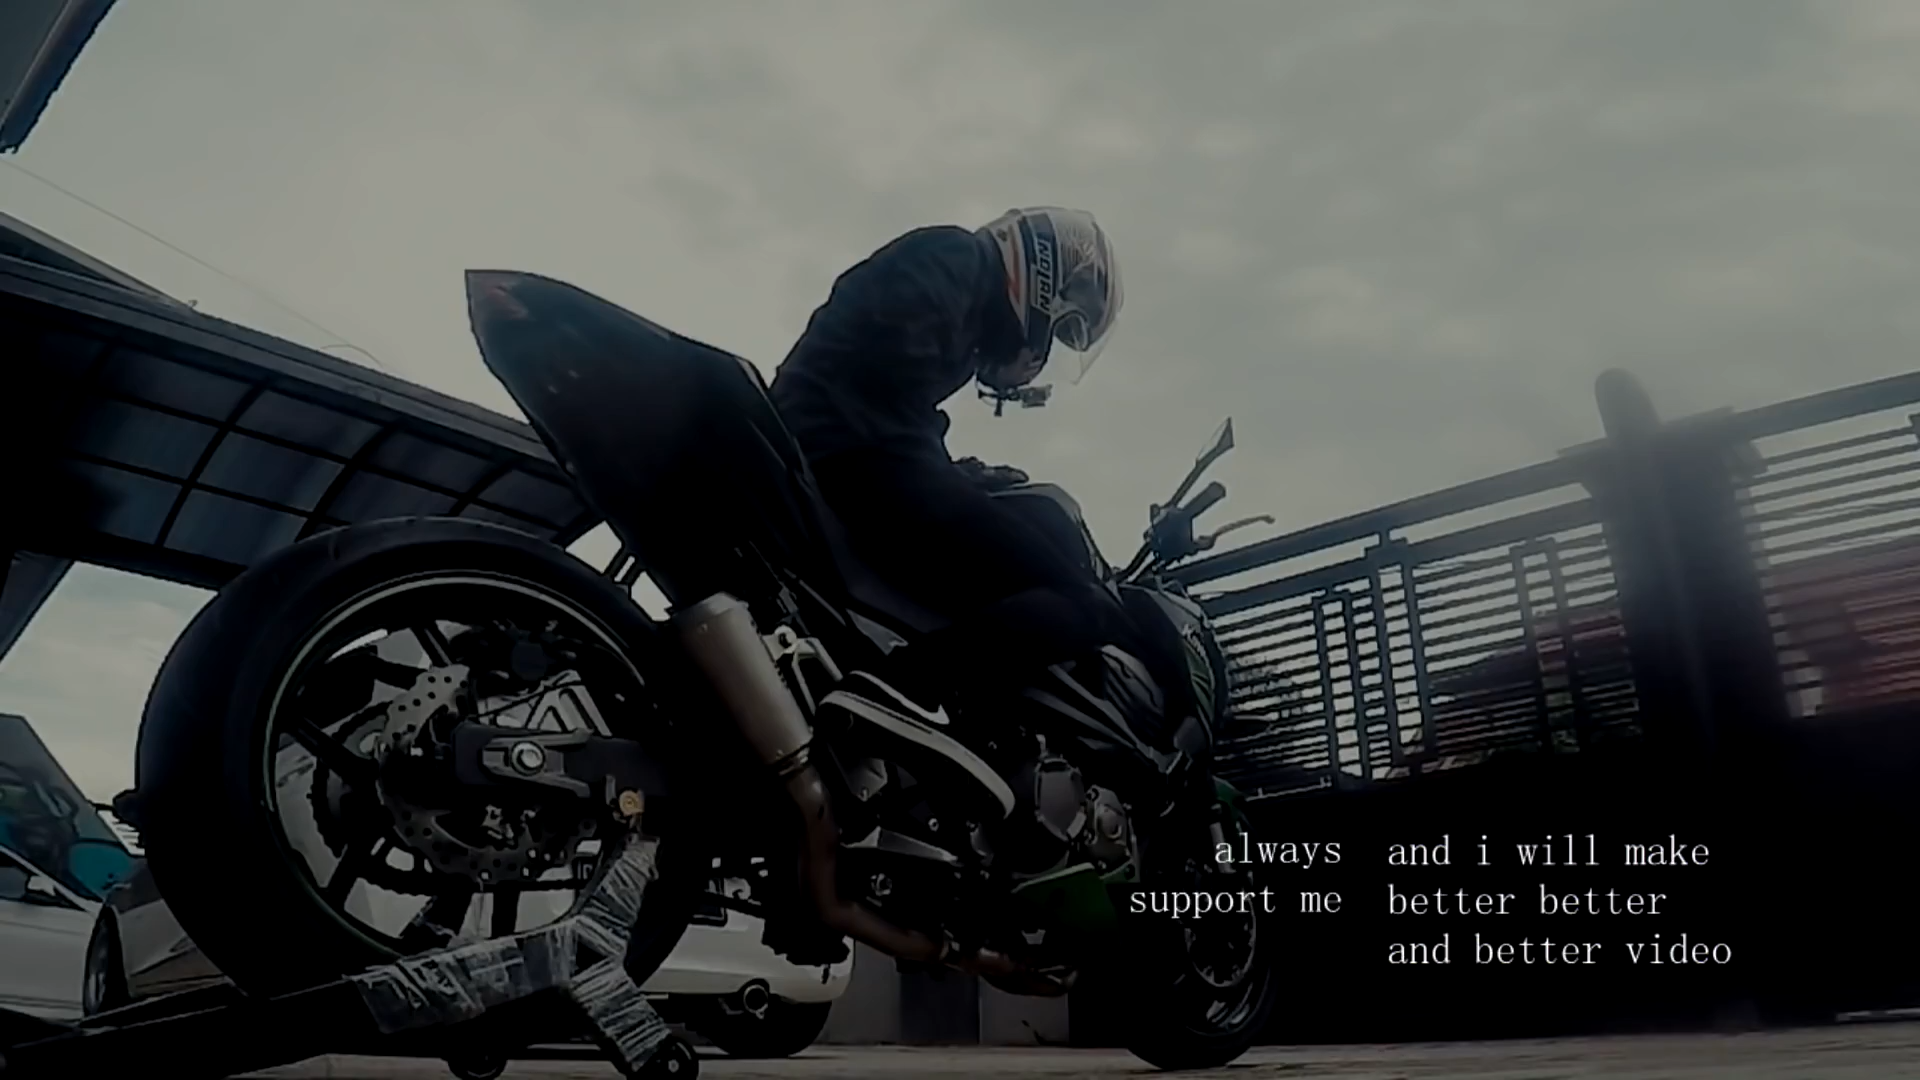 NOLAN
always
support me
and i will make
better better
and better video